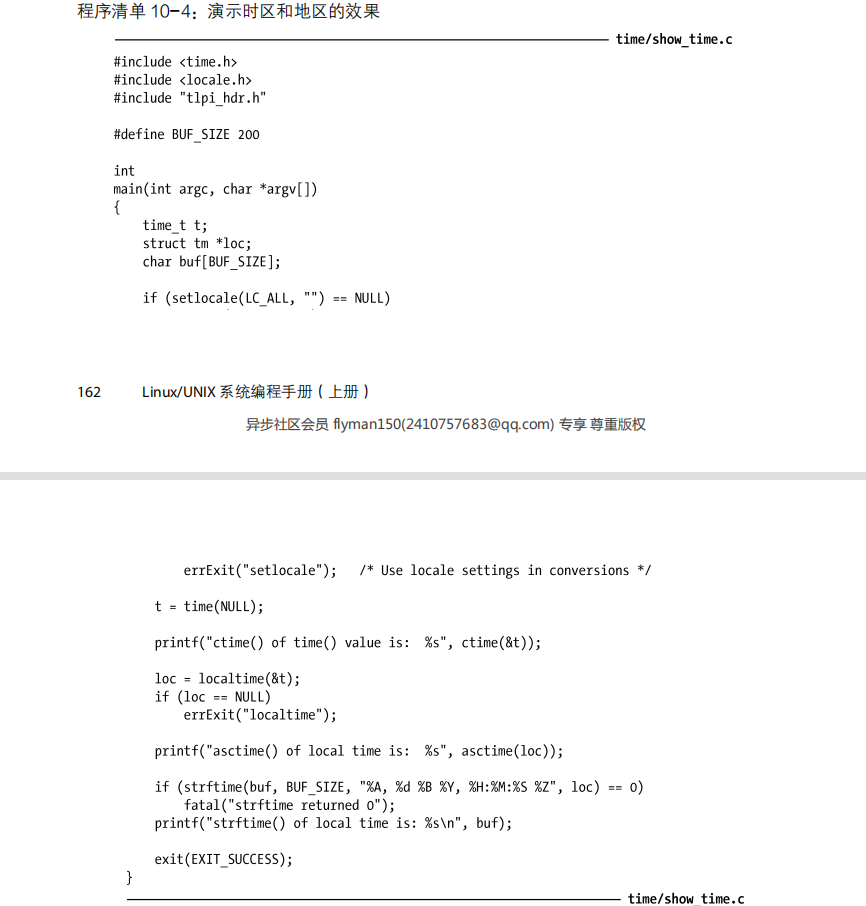 程序清单 10-4：演示时区和地区的效果
time/show_time.c
#include <time.h>
#include <locale.h>
#include "tlpi_hdr.h"
#define BUF_SIZE 200
int
main(int argc, char *argv[])
{
    time_t t;
    struct tm *loc;
    char buf[BUF_SIZE];
    if (setlocale(LC_ALL, "") == NULL)
162 Linux/UNIX 系统编程手册（上册）
异步社区会员 flyman150(2410757683@qq.com) 专享 尊重版权
        errExit("setlocale");   /* Use locale settings in conversions */
    t = time(NULL);
    printf("ctime() of time() value is:  %s", ctime(&t));
    loc = localtime(&t);
    if (loc == NULL)
        errExit("localtime");
    printf("asctime() of local time is:  %s", asctime(loc));
    if (strftime(buf, BUF_SIZE, "%A, %d %B %Y, %H:%M:%S %Z", loc) == 0)
        fatal("strftime returned 0");
    printf("strftime() of local time is: %s\n", buf);
    exit(EXIT_SUCCESS);
}
time/show_time.c